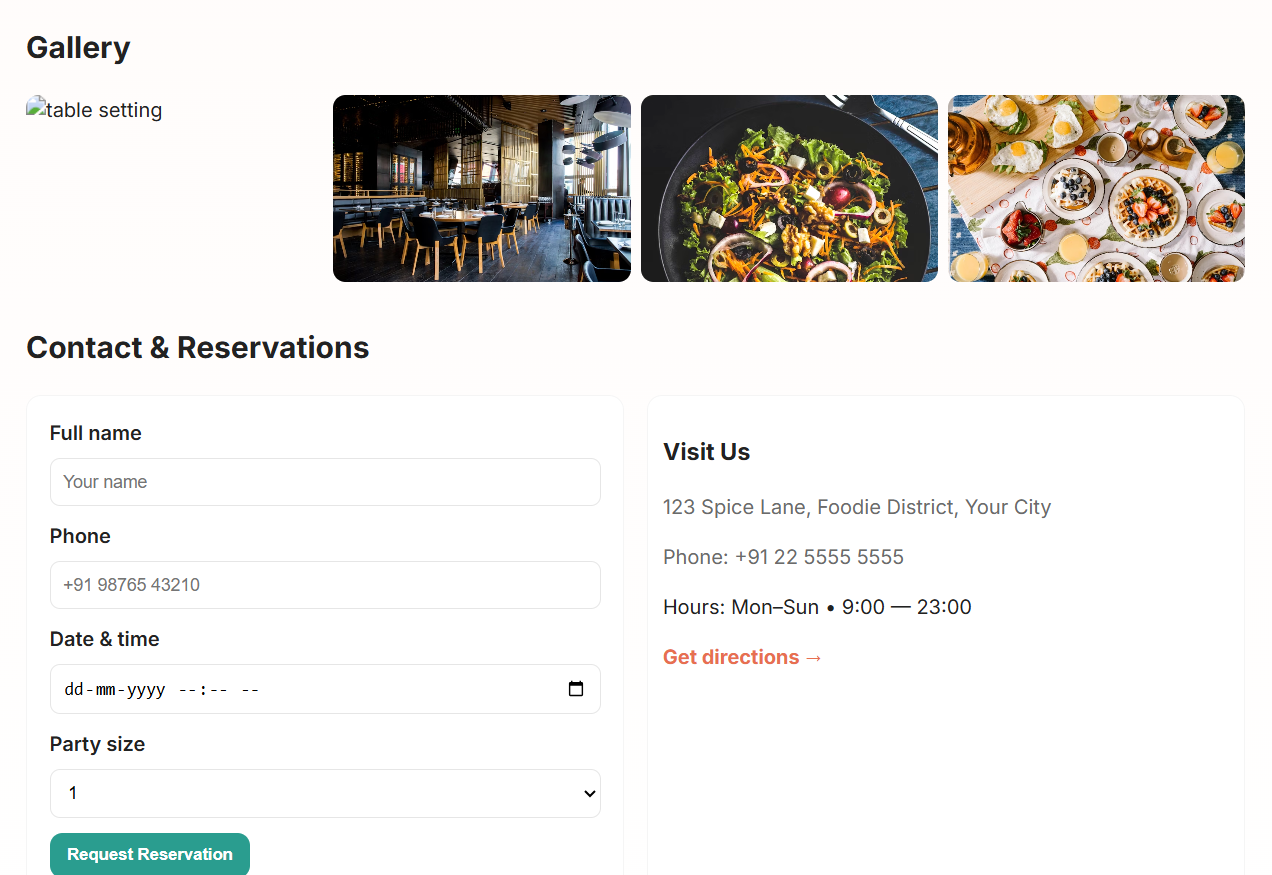 Gallery
table setting
Contact & Reservations
Full name
Your name
Phone
+91 98765 43210
Date & time
dd-mm-yyyy --:-- --
Party size
1
Request Reservation
Visit Us
123 Spice Lane, Foodie District, Your City
Phone: +91 22 5555 5555
Hours: Mon–Sun • 9:00 — 23:00
Get directions →